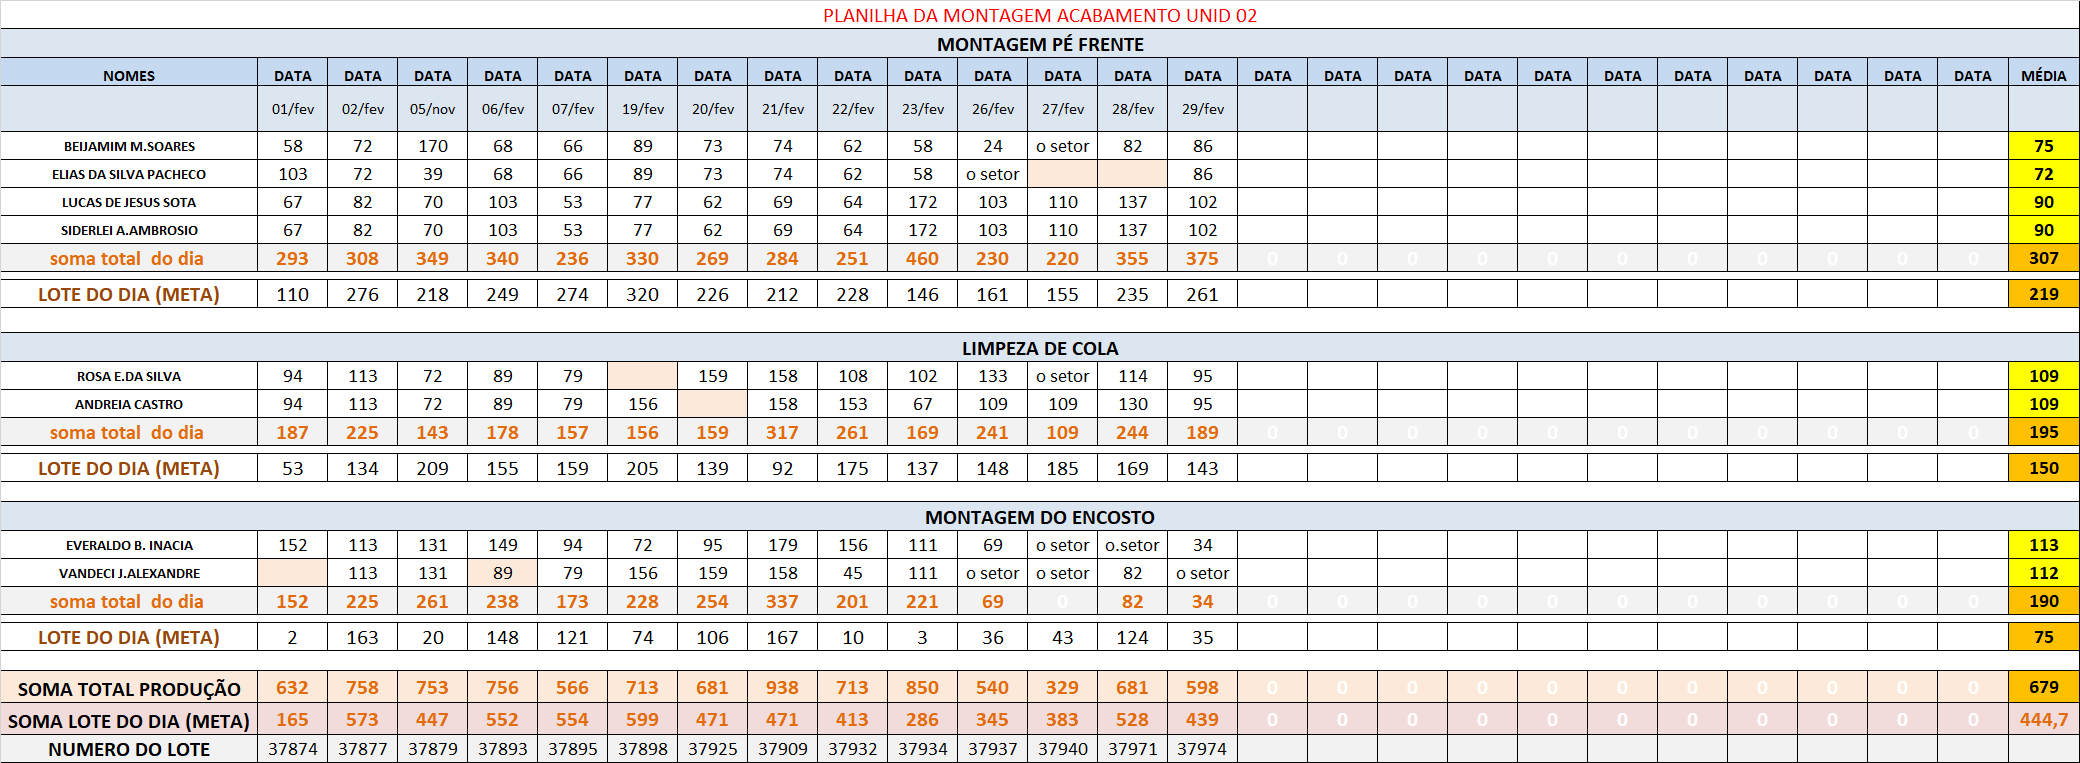 PLANILHA DA MONTAGEM ACABAMENTO UNID 02
MONTAGEM PÉ FRENTE
NOMES DATA DATA DATA DATA DATA DATA DATA DATA DATA DATA DATA DATA DATA DATA DATA DATA DATA DATA DATA DATA DATA DATA DATA DATA DATA MÉDIA
01/fev 02/fev 05/nov 06/fev 07/fev 19/fev 20/fev 21/fev 22/fev 23/fev 26/fev 27/fev 28/fev 29/fev
BEIJAMIM M.SOARES 58 72 170 68 66 89 73 74 62 58 24 o setor 82 86 75
ELIAS DA SILVA PACHECO 103 72 39 68 66 89 73 74 62 58 o setor 86 72
LUCAS DE JESUS SOTA 67 82 70 103 53 77 62 69 64 172 103 110 137 102 90
SIDERLEI A.AMBROSIO 67 82 70 103 53 77 62 69 64 172 103 110 137 102 90
soma total do dia 293 308 349 340 236 330 269 284 251 460 230 220 355 375 0 0 0 0 0 0 0 0 0 0 0 307
LOTE DO DIA (META) 110 276 218 249 274 320 226 212 228 146 161 155 235 261 219
LIMPEZA DE COLA
ROSA E.DA SILVA 94 113 72 89 79 159 158 108 102 133 o setor 114 95 109
ANDREIA CASTRO 94 113 72 89 79 156 158 153 67 109 109 130 95 109
soma total do dia 187 225 143 178 157 156 159 317 261 169 241 109 244 189 0 0 0 0 0 0 0 0 0 0 0 195
LOTE DO DIA (META) 53 134 209 155 159 205 139 92 175 137 148 185 169 143 150
MONTAGEM DO ENCOSTO
EVERALDO B. INACIA 152 113 131 149 94 72 95 179 156 111 69 o setor o.setor 34 113
VANDECI J.ALEXANDRE 113 131 89 79 156 159 158 45 111 o setor o setor 82 o setor 112
soma total do dia 152 225 261 238 173 228 254 337 201 221 69 0 82 34 0 0 0 0 0 0 0 0 0 0 0 190
LOTE DO DIA (META) 2 163 20 148 121 74 106 167 10 3 36 43 124 35 75
SOMA TOTAL PRODUÇÃO 632 758 753 756 566 713 681 938 713 850 540 329 681 598 0 0 0 0 0 0 0 0 0 0 0 679
SOMA LOTE DO DIA (META) 165 573 447 552 554 599 471 471 413 286 345 383 528 439 0 0 0 0 0 0 0 0 0 0 0 444,7
NUMERO DO LOTE 37874 37877 37879 37893 37895 37898 37925 37909 37932 37934 37937 37940 37971 37974